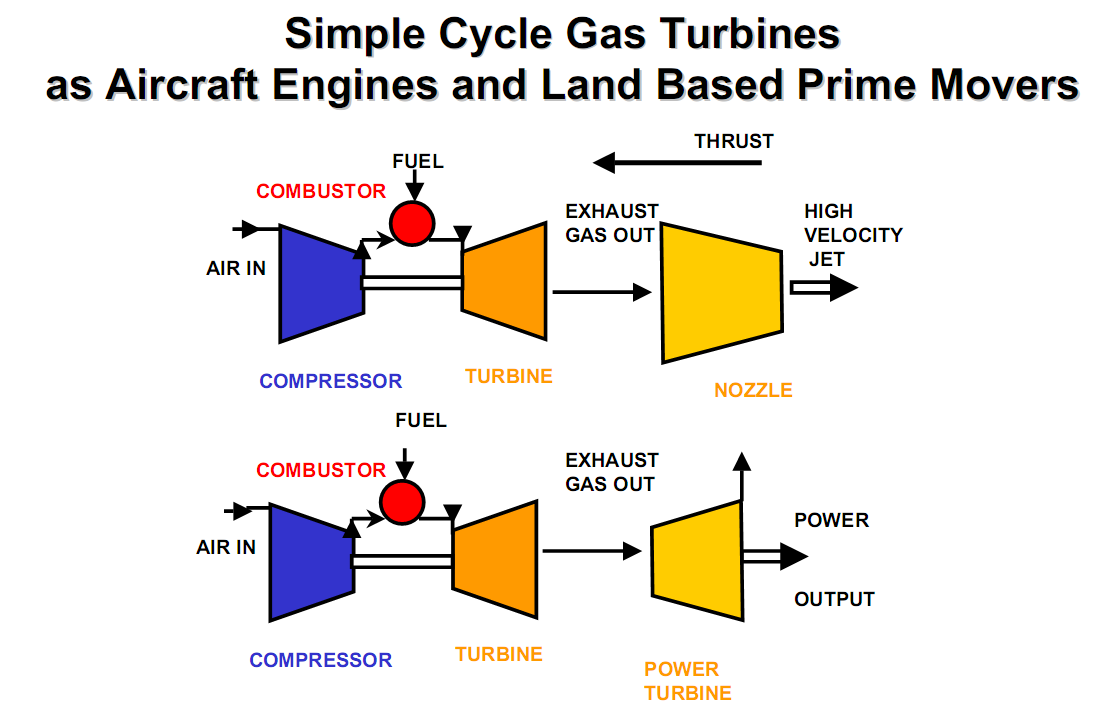 Simple Cycle Gas Turbines
as Aircraft Engines and Land Based Prime Movers
THRUST
FUEL
COMBUSTOR
EXHAUST
GAS OUT
HIGH
VELOCITY
JET
AIR IN
COMPRESSOR
TURBINE
NOZZLE
FUEL
COMBUSTOR
EXHAUST
GAS OUT
POWER
AIR IN
OUTPUT
COMPRESSOR
TURBINE
POWER
TURBINE